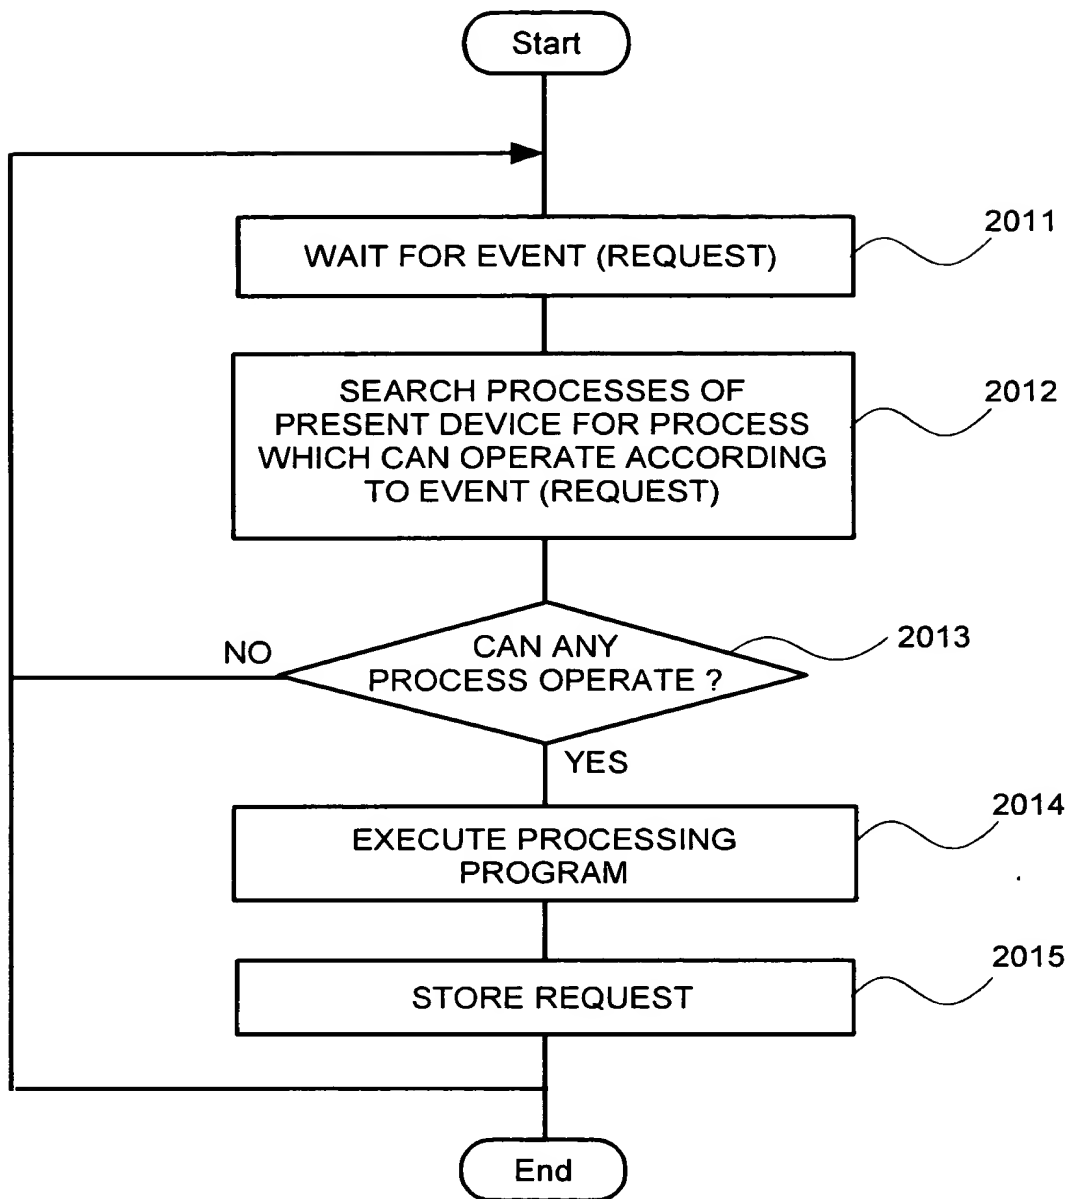 Start
WAIT FOR EVENT (REQUEST)
2011
SEARCH PROCESSES OF
PRESENT DEVICE FOR PROCESS
WHICH CAN OPERATE ACCORDING
TO EVENT (REQUEST)
2012
CAN ANY
PROCESS OPERATE ?
2013
NO
YES
EXECUTE PROCESSING
PROGRAM
2014
STORE REQUEST
2015
End